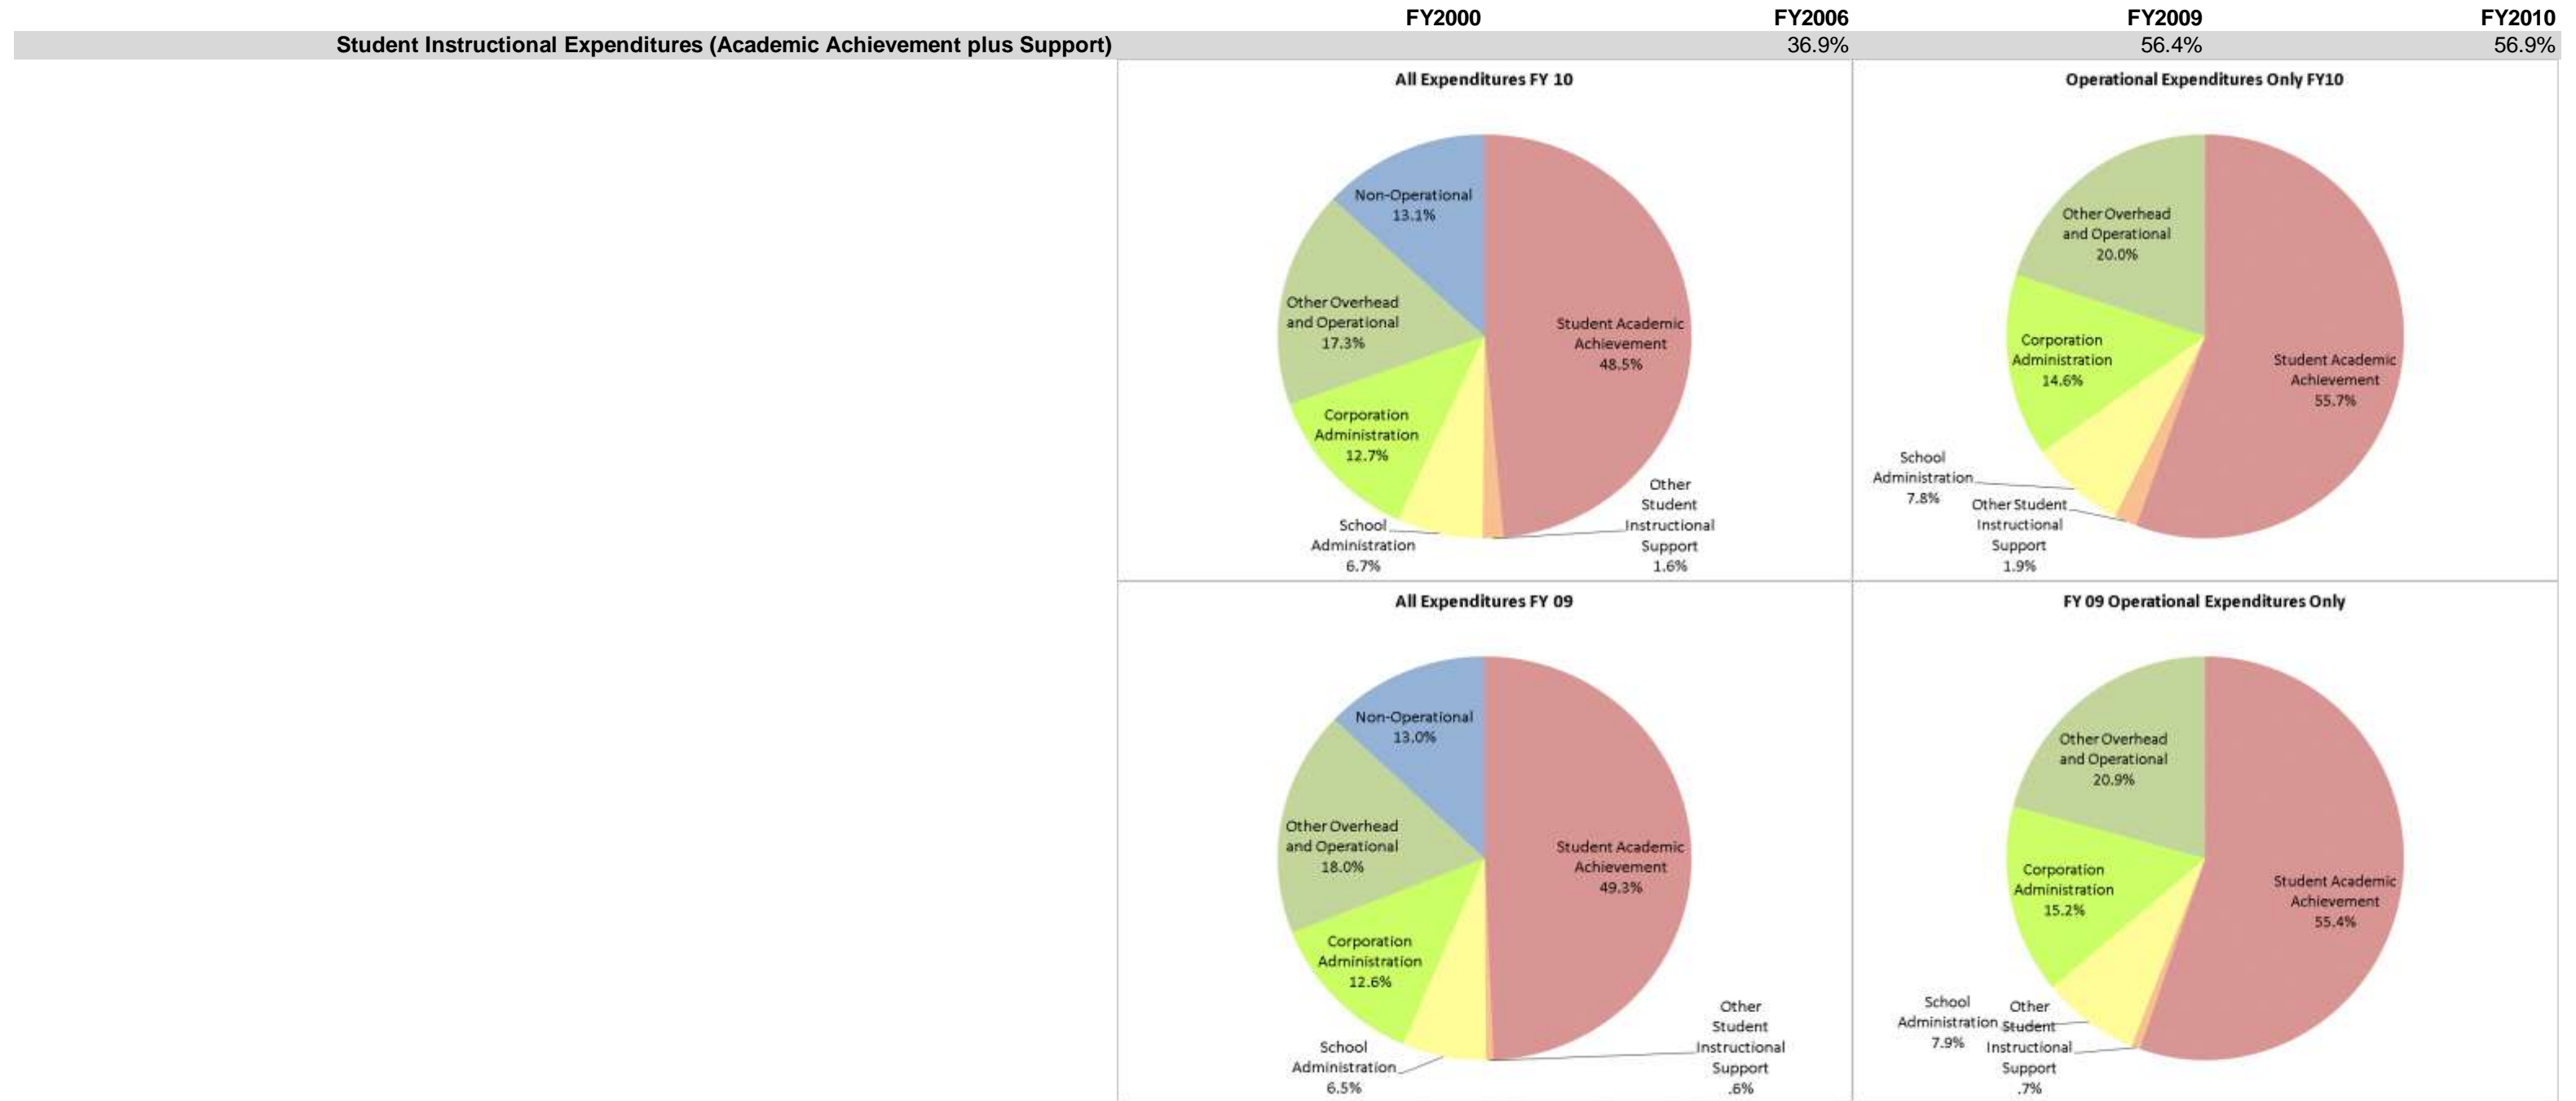 FY2000 FY2006 FY2009 FY2010
Student Instructional Expenditures (Academic Achievement plus Support) 36.9% 56.4% 56.9%
All Expenditures FY 10
Non-Operational
13.1%
Other Overhead
and Operational
17.3%
Student Academic
Achievement
48.5%
Corporation
Administration
12.7%
School
Administration
6.7%
Other
Student
Instructional
Support
1.6%
Operational Expenditures Only FY10
Other Overhead
and Operational
20.0%
Corporation
Administration
14.6%
Student Academic
Achievement
55.7%
School
Administration
7.8%
Other Student
Instructional
Support
1.9%
All Expenditures FY 09
Non-Operational
13.0%
Other Overhead
and Operational
18.0%
Student Academic
Achievement
49.3%
Corporation
Administration
12.6%
School
Administration
6.5%
Other
Student
Instructional
Support
.6%
FY 09 Operational Expenditures Only
Other Overhead
and Operational
20.9%
Corporation
Administration
15.2%
Student Academic
Achievement
55.4%
School
Administration
7.9%
Other
Student
Instructional
Support
.7%